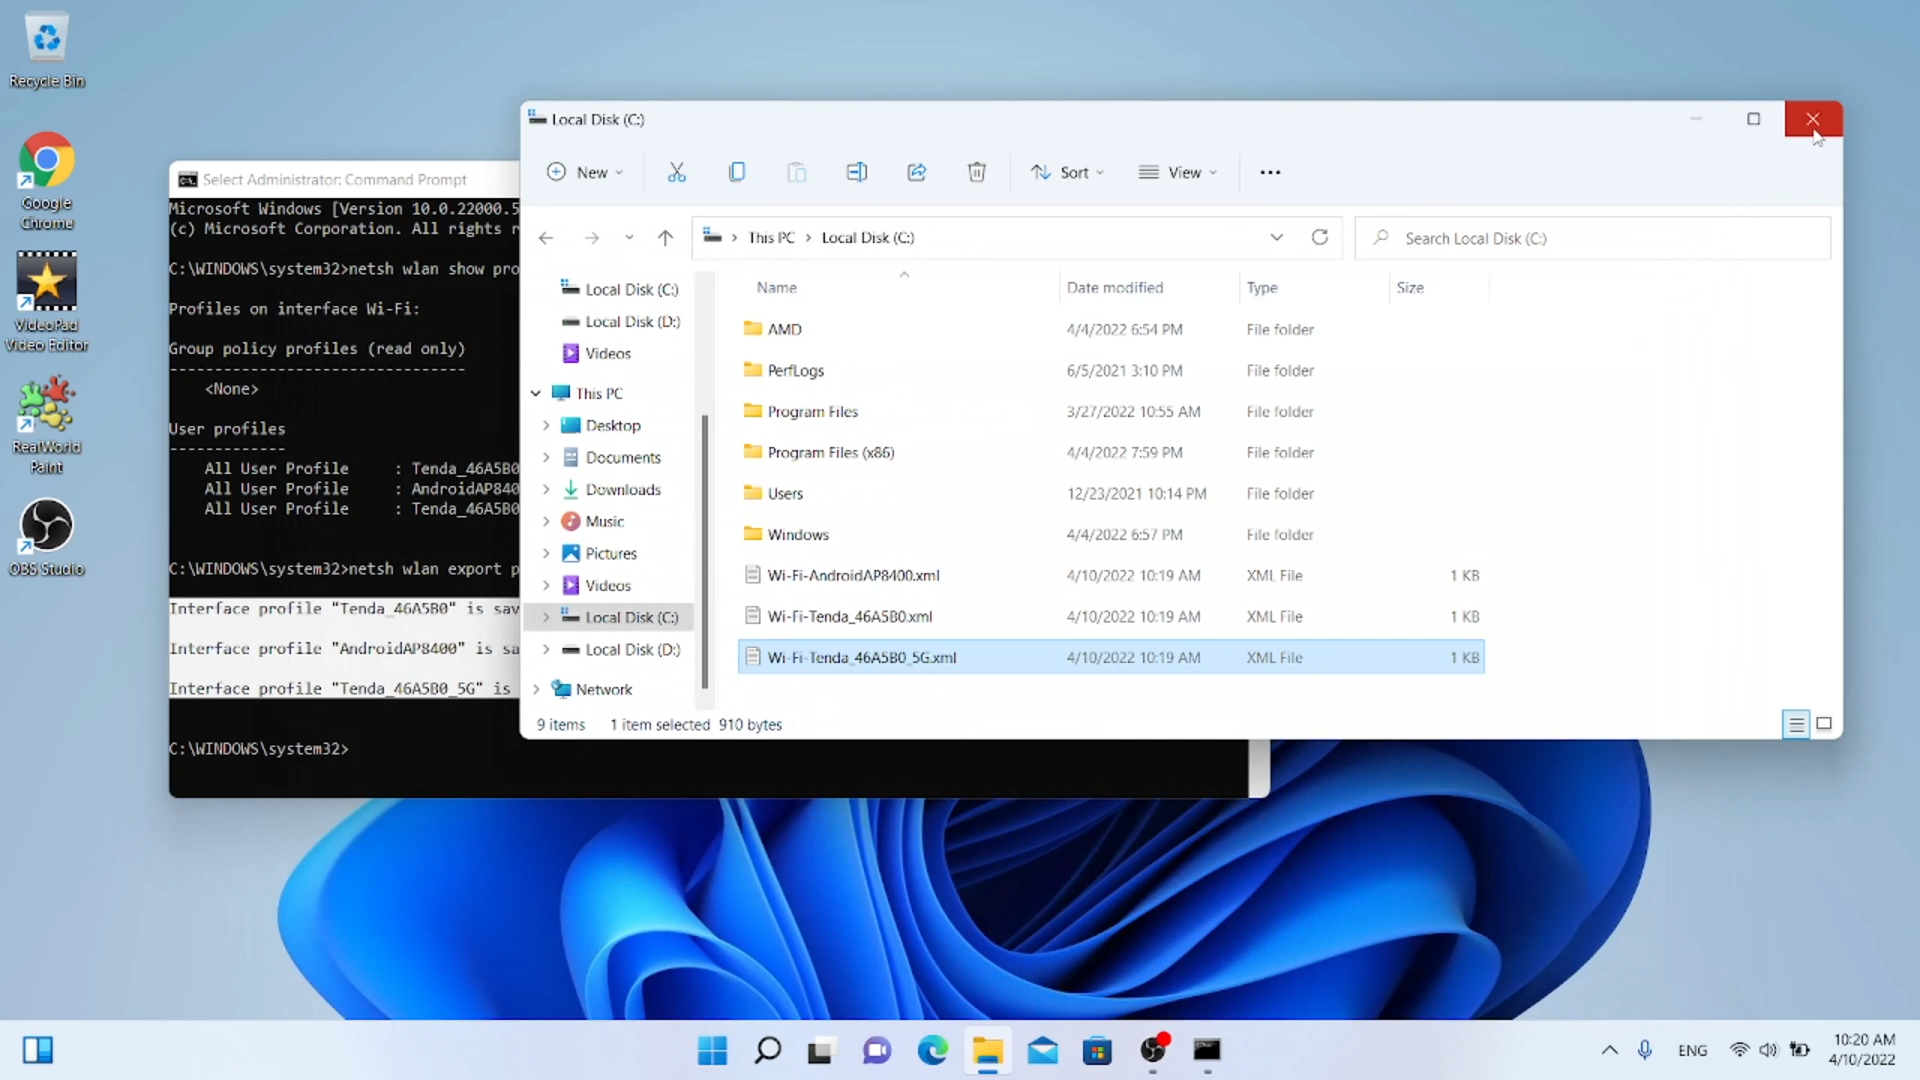 Recycle Bin
Google
Chrome
VideoPad
Video Editor
RealWorld
Paint
OBS Studio
Select Administrator: Command Prompt
Microsoft Windows [Version 10.0.22000.5
(c) Microsoft Corporation. All rights r
C:\WINDOWS\system32>netsh wlan show pro
Profiles on interface Wi-Fi:
Group policy profiles (read only)
---------------------------------
<None>
User profiles
-------------
All User Profile : Tenda_46A5B0
All User Profile : AndroidAP840
All User Profile : Tenda_46A5B0
C:\WINDOWS\system32>netsh wlan export p
Interface profile "Tenda_46A5B0" is sav
Interface profile "AndroidAP8400" is sa
Interface profile "Tenda_46A5B0_5G" is
C:\WINDOWS\system32>
Local Disk (C:)
New Sort View
This PC > Local Disk (C:)
Search Local Disk (C:)
Local Disk (C:)
Local Disk (D:)
Videos
This PC
Desktop
Documents
Downloads
Music
Pictures
Videos
Local Disk (C:)
Local Disk (D:)
Network
Name Date modified Type Size
AMD 4/4/2022 6:54 PM File folder
PerfLogs 6/5/2021 3:10 PM File folder
Program Files 3/27/2022 10:55 AM File folder
Program Files (x86) 4/4/2022 7:59 PM File folder
Users 12/23/2021 10:14 PM File folder
Windows 4/4/2022 6:57 PM File folder
Wi-Fi-AndroidAP8400.xml 4/10/2022 10:19 AM XML File 1 KB
Wi-Fi-Tenda_46A5B0.xml 4/10/2022 10:19 AM XML File 1 KB
Wi-Fi-Tenda_46A5B0_5G.xml 4/10/2022 10:19 AM XML File 1 KB
9 items 1 item selected 910 bytes
ENG
10:20 AM
4/10/2022